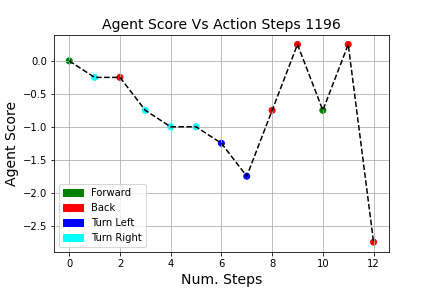 Agent Score Vs Action Steps 1196
Agent Score
0.0
−0.5
−1.0
−1.5
−2.0
−2.5
Forward
Back
Turn Left
Turn Right
0 2 4 6 8 10 12
Num. Steps